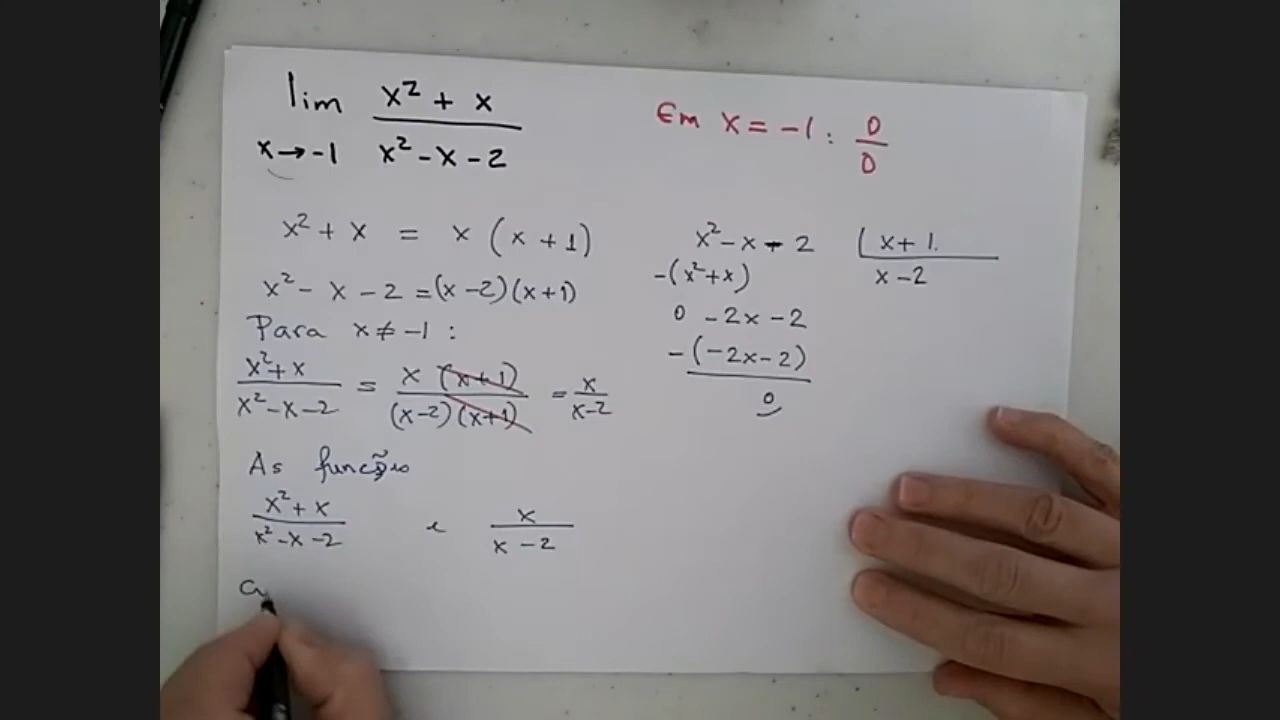 lim x²+x / x²-x-2
x→-1
Em x = -1 : 0/0
x²+x = x (x+1)
x²-x-2 = (x-2)(x+1)
Para x ≠ -1 :
x²+x / x²-x-2 = x (x+1) / (x-2)(x+1) = x / x-2
x²-x-2 | x+1
-(x²+x) x-2
0 -2x-2
-(-2x-2)
0
As funções
x²+x / x²-x-2 e x / x-2